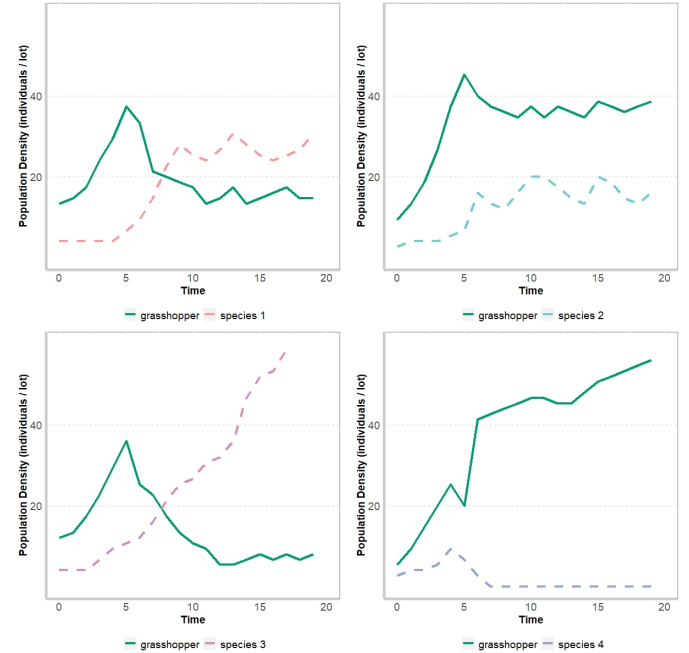 Population Density (individuals / lot)
40
20
0 5 10 15 20
Time
grasshopper species 1
Population Density (individuals / lot)
40
20
0 5 10 15 20
Time
grasshopper species 2
Population Density (individuals / lot)
40
20
0 5 10 15 20
Time
grasshopper species 3
Population Density (individuals / lot)
40
20
0 5 10 15 20
Time
grasshopper species 4